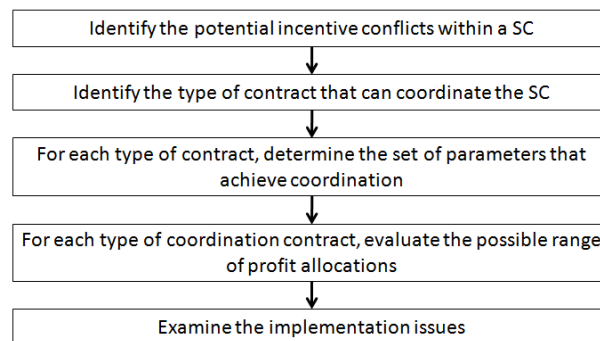 Identify the potential incentive conflicts within a SC
Identify the type of contract that can coordinate the SC
For each type of contract, determine the set of parameters that
achieve coordination
For each type of coordination contract, evaluate the possible range
of profit allocations
Examine the implementation issues